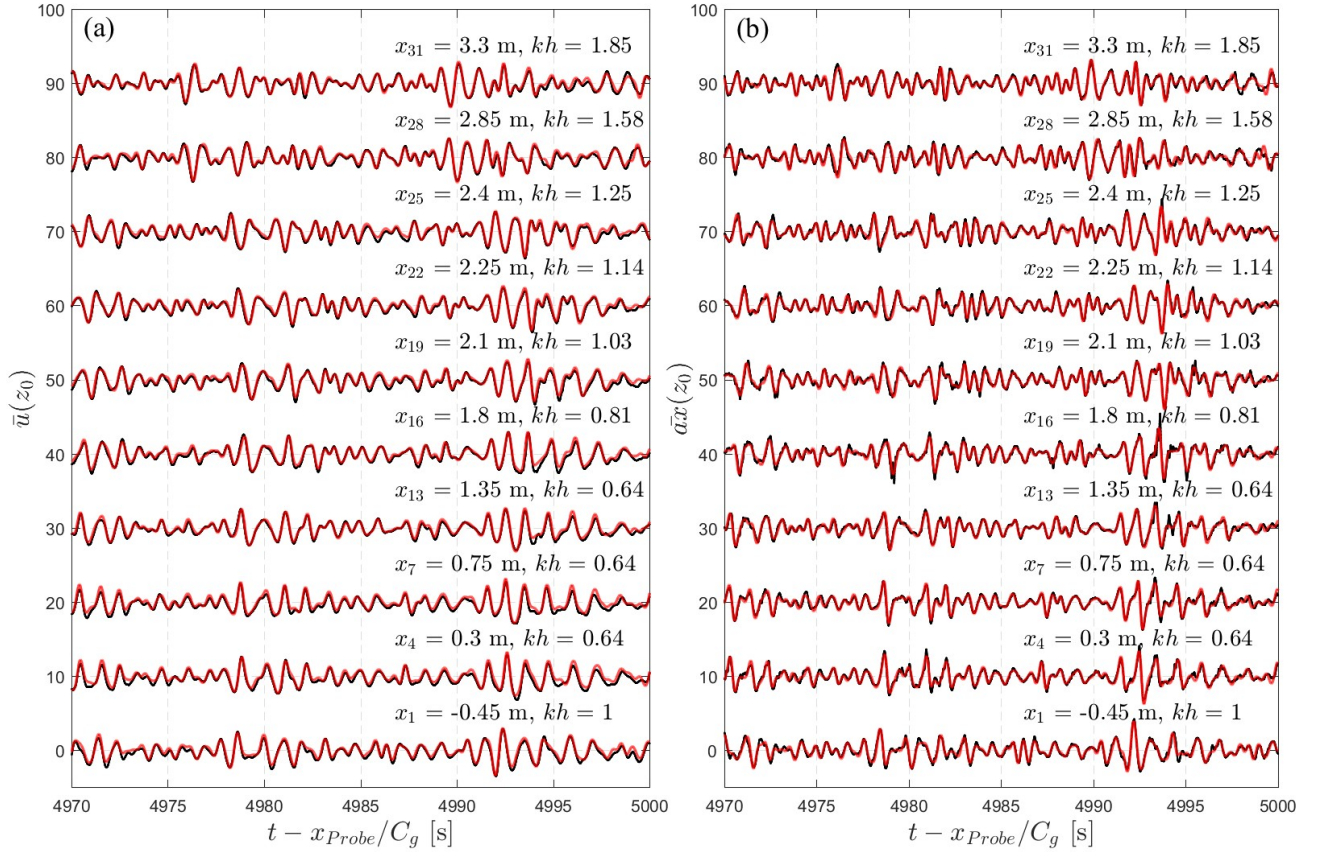 (a)
100
90
80
70
60
50
40
30
20
10
0
ū(z₀)
x₃₁ = 3.3 m, kh = 1.85
x₂₈ = 2.85 m, kh = 1.58
x₂₅ = 2.4 m, kh = 1.25
x₂₂ = 2.25 m, kh = 1.14
x₁₉ = 2.1 m, kh = 1.03
x₁₆ = 1.8 m, kh = 0.81
x₁₃ = 1.35 m, kh = 0.64
x₇ = 0.75 m, kh = 0.64
x₄ = 0.3 m, kh = 0.64
x₁ = -0.45 m, kh = 1
4970 4975 4980 4985 4990 4995 5000
t − x_Probe/C_g [s]
(b)
100
90
80
70
60
50
40
30
20
10
0
āx(z₀)
x₃₁ = 3.3 m, kh = 1.85
x₂₈ = 2.85 m, kh = 1.58
x₂₅ = 2.4 m, kh = 1.25
x₂₂ = 2.25 m, kh = 1.14
x₁₉ = 2.1 m, kh = 1.03
x₁₆ = 1.8 m, kh = 0.81
x₁₃ = 1.35 m, kh = 0.64
x₇ = 0.75 m, kh = 0.64
x₄ = 0.3 m, kh = 0.64
x₁ = -0.45 m, kh = 1
4970 4975 4980 4985 4990 4995 5000
t − x_Probe/C_g [s]